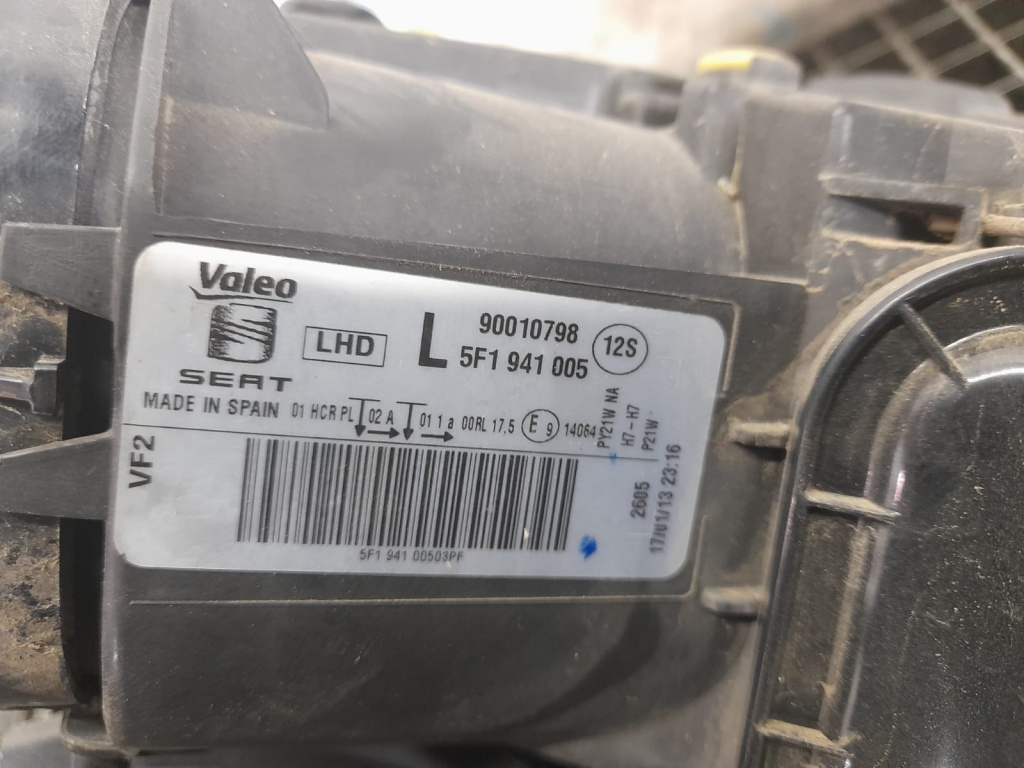 Valeo
SEAT
LHD
L
90010798
5F1 941 005
12S
MADE IN SPAIN 01 HCR PL 02 A 01 1a 00RL 17,5 E 9 14064
PY21W NA
H7-H7
P21W -
VF2
2605
17/01/13 23:16
5F1 941 00503PF